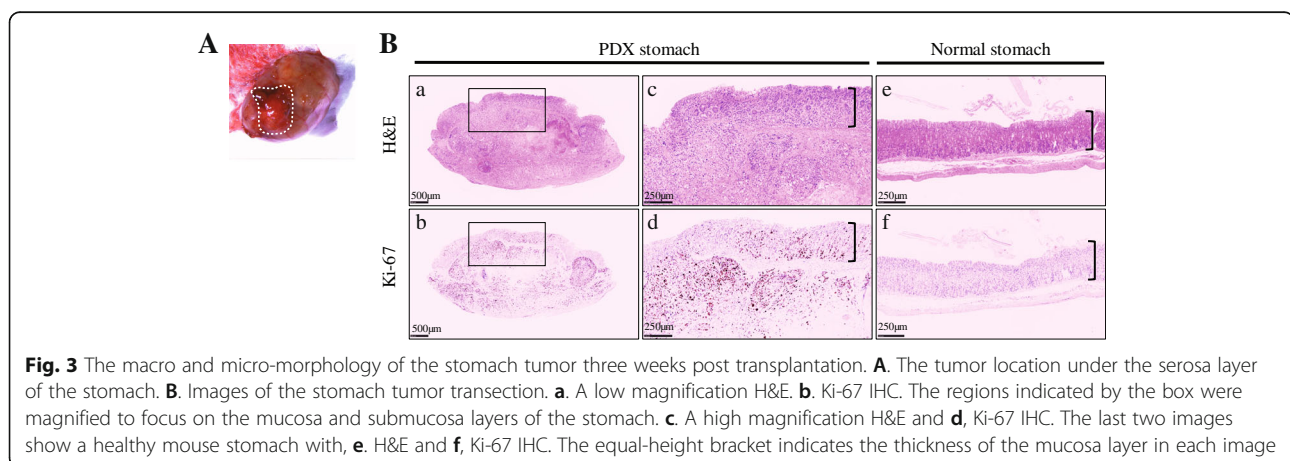 A
B
PDX stomach
Normal stomach
H&E
a
500μm
c
250μm
e
250μm
Ki-67
b
500μm
d
250μm
f
250μm
Fig. 3 The macro and micro-morphology of the stomach tumor three weeks post transplantation. A. The tumor location under the serosa layer
of the stomach. B. Images of the stomach tumor transection. a. A low magnification H&E. b. Ki-67 IHC. The regions indicated by the box were
magnified to focus on the mucosa and submucosa layers of the stomach. c. A high magnification H&E and d, Ki-67 IHC. The last two images
show a healthy mouse stomach with, e. H&E and f, Ki-67 IHC. The equal-height bracket indicates the thickness of the mucosa layer in each image